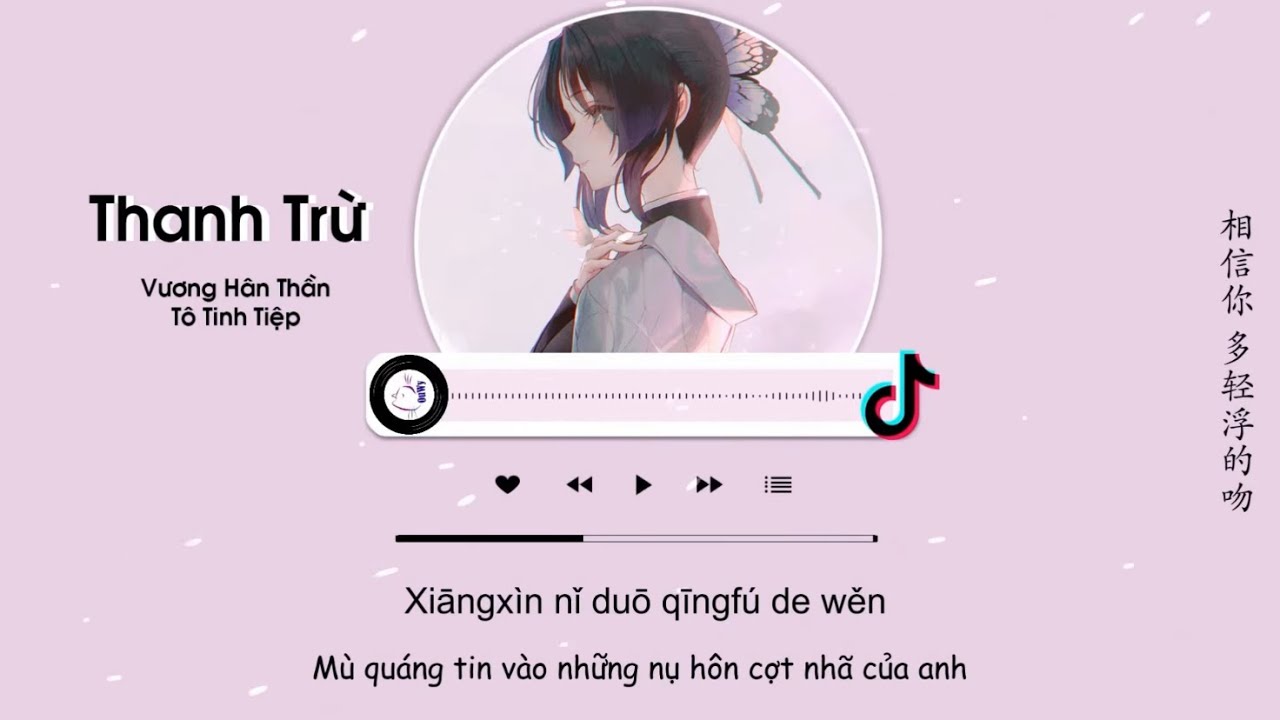 Thanh Trừ
Vương Hân Thần
Tô Tinh Tiệp
相信你 多轻浮的吻
Xiāngxìn nǐ duō qīngfú de wěn
Mù quáng tin vào những nụ hôn cợt nhã của anh